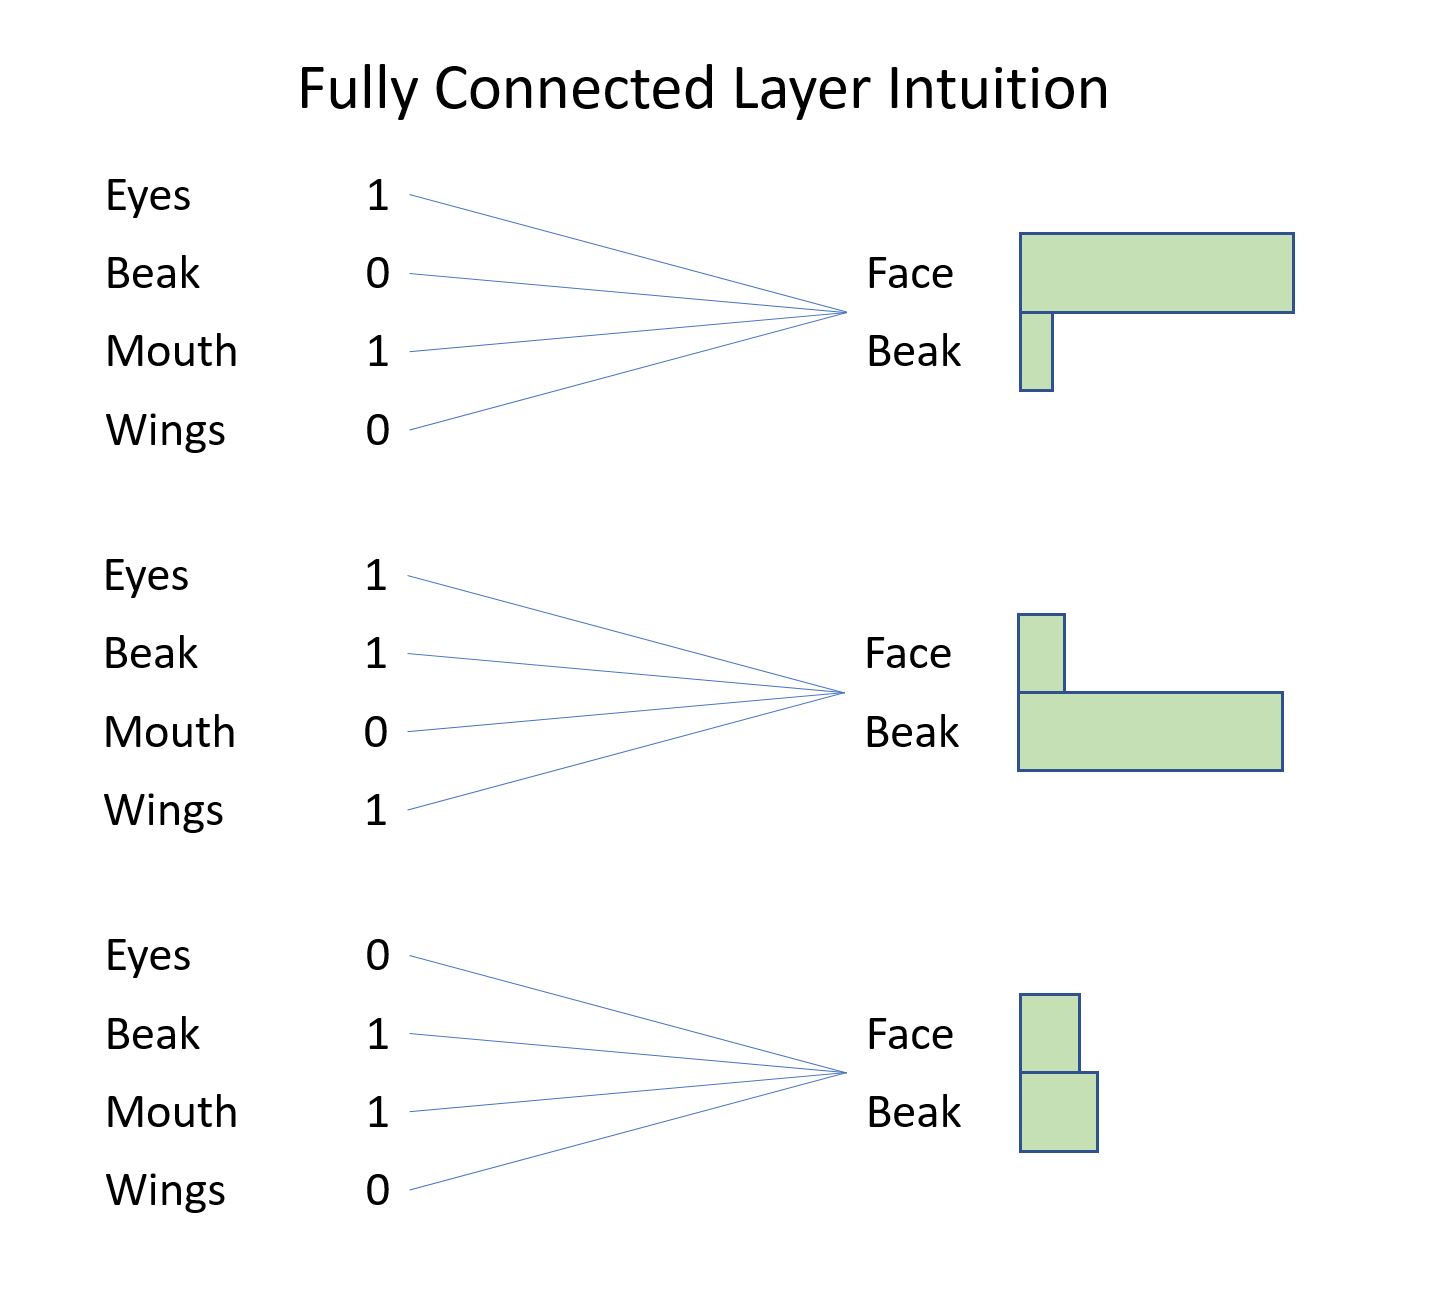 Fully Connected Layer Intuition
Eyes 1
Beak 0
Mouth 1
Wings 0
Face
Beak
Eyes 1
Beak 1
Mouth 0
Wings 1
Face
Beak
Eyes 0
Beak 1
Mouth 1
Wings 0
Face
Beak